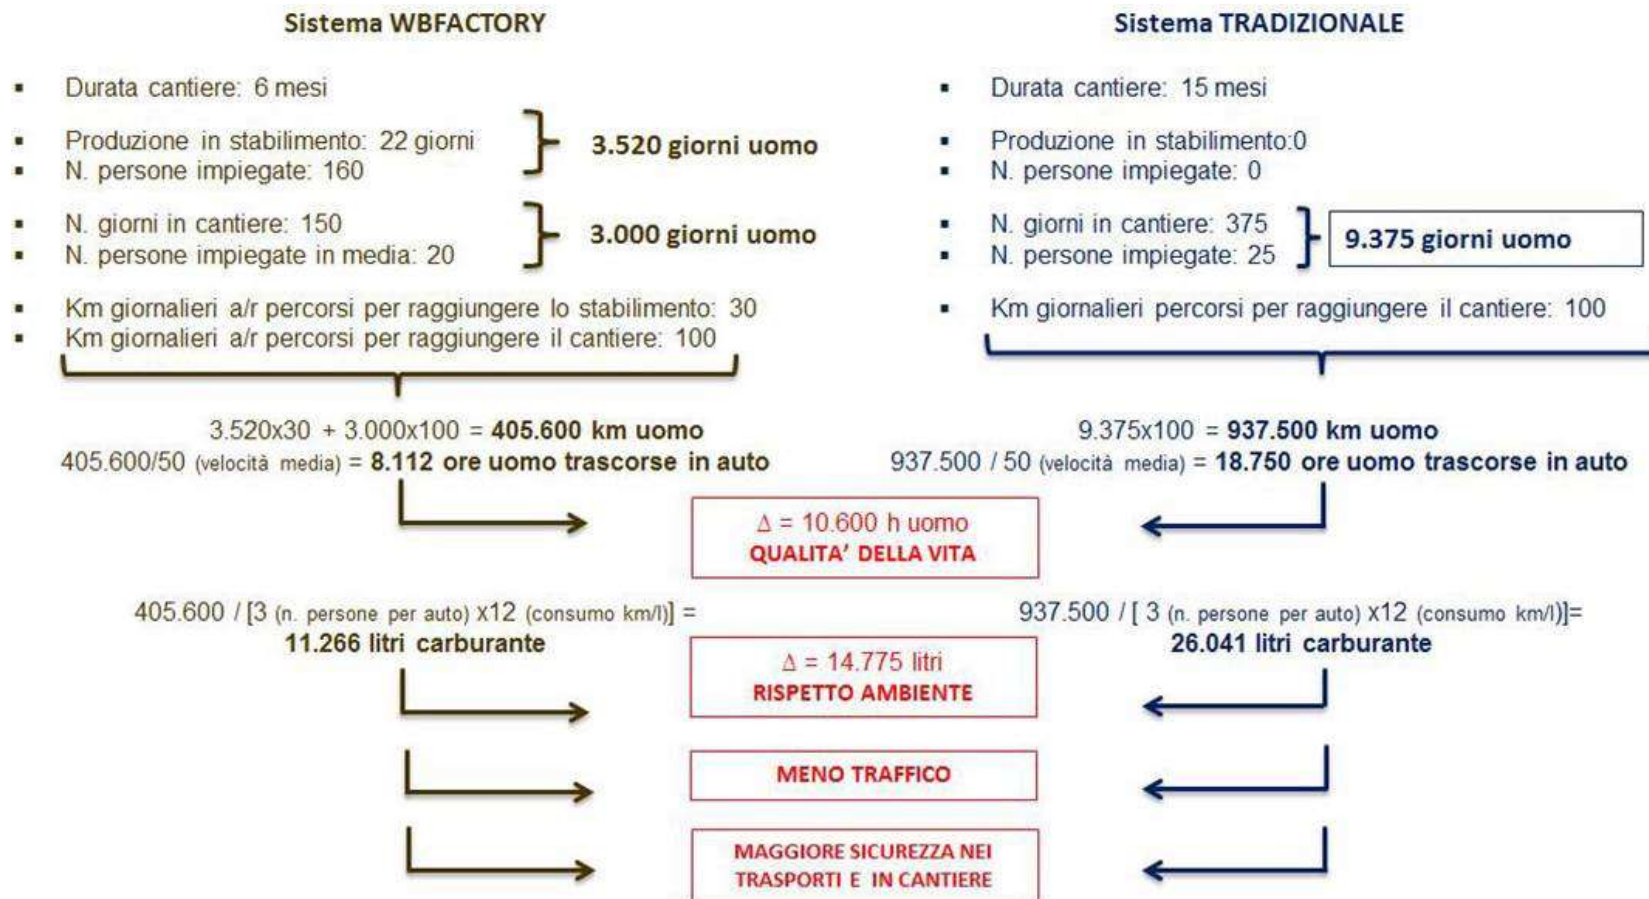 Sistema WBFACTORY
▪ Durata cantiere: 6 mesi
▪ Produzione in stabilimento: 22 giorni
▪ N. persone impiegate: 160
3.520 giorni uomo
▪ N. giorni in cantiere: 150
▪ N. persone impiegate in media: 20
3.000 giorni uomo
▪ Km giornalieri a/r percorsi per raggiungere lo stabilimento: 30
▪ Km giornalieri a/r percorsi per raggiungere il cantiere: 100
3.520x30 + 3.000x100 = 405.600 km uomo
405.600/50 (velocità media) = 8.112 ore uomo trascorse in auto
Sistema TRADIZIONALE
▪ Durata cantiere: 15 mesi
▪ Produzione in stabilimento:0
▪ N. persone impiegate: 0
▪ N. giorni in cantiere: 375
▪ N. persone impiegate: 25
9.375 giorni uomo
▪ Km giornalieri percorsi per raggiungere il cantiere: 100
9.375x100 = 937.500 km uomo
937.500 / 50 (velocità media) = 18.750 ore uomo trascorse in auto
Δ = 10.600 h uomo
QUALITA’ DELLA VITA
405.600 / [3 (n. persone per auto) x12 (consumo km/l)] =
11.266 litri carburante
937.500 / [ 3 (n. persone per auto) x12 (consumo km/l)]=
26.041 litri carburante
Δ = 14.775 litri
RISPETTO AMBIENTE
MENO TRAFFICO
MAGGIORE SICUREZZA NEI
TRASPORTI E IN CANTIERE